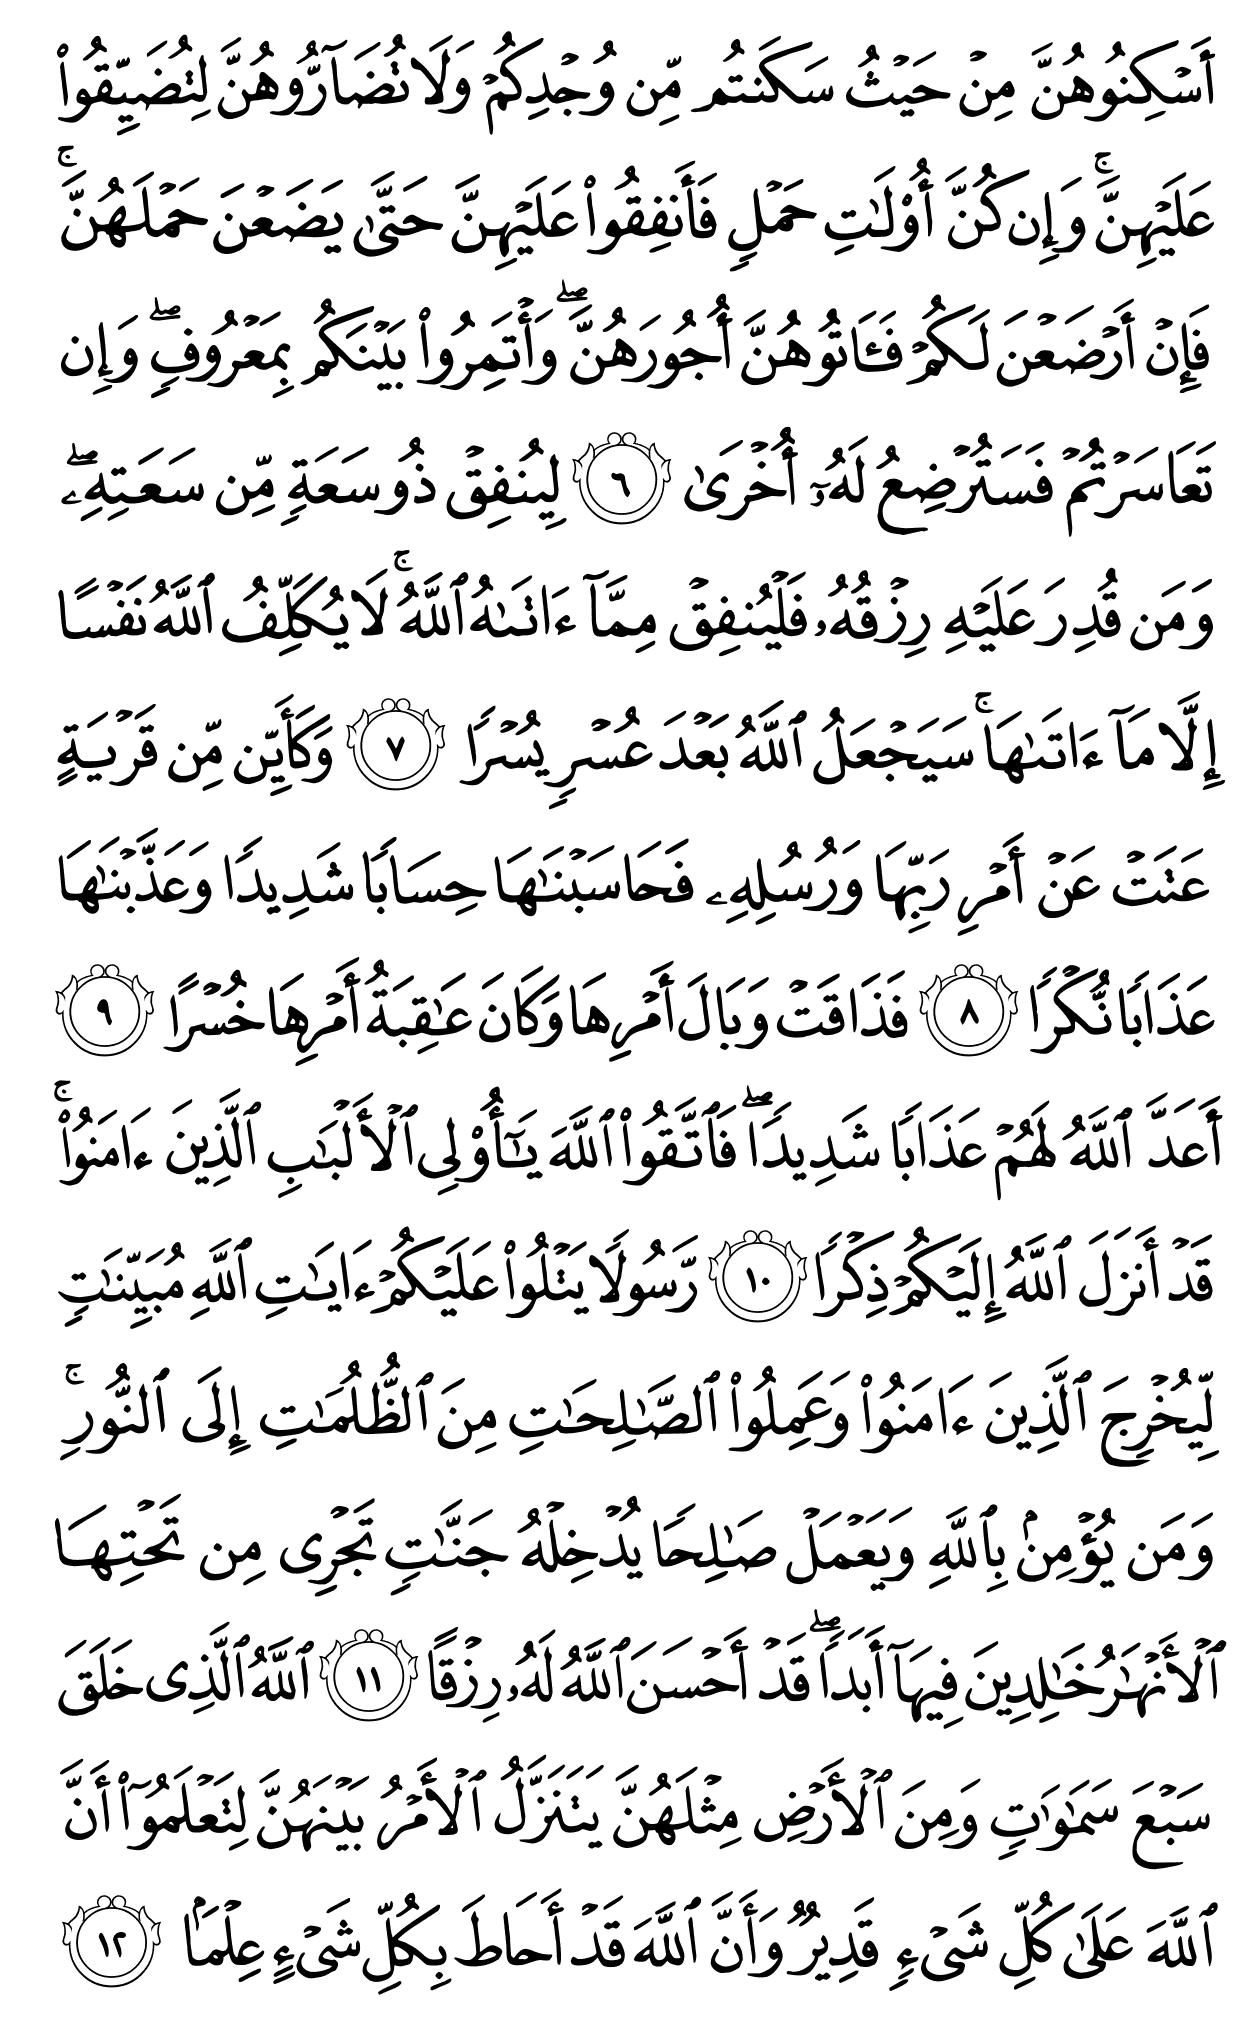 أَسۡكِنُوهُنَّ مِنۡ حَيۡثُ سَكَنتُم مِّن وُجۡدِكُمۡ وَلَا تُضَآرُّوهُنَّ لِتُضَيِّقُواْ
عَلَيۡهِنَّۚ وَإِن كُنَّ أُوْلَٰتِ حَمۡلٖ فَأَنفِقُواْ عَلَيۡهِنَّ حَتَّىٰ يَضَعۡنَ حَمۡلَهُنَّۚ
فَإِنۡ أَرۡضَعۡنَ لَكُمۡ فَـَٔاتُوهُنَّ أُجُورَهُنَّۖ وَأۡتَمِرُواْ بَيۡنَكُم بِمَعۡرُوفٖۖ وَإِن
تَعَاسَرۡتُمۡ فَسَتُرۡضِعُ لَهُۥٓ أُخۡرَىٰ ٦ لِيُنفِقۡ ذُو سَعَةٖ مِّن سَعَتِهِۦۖ
وَمَن قُدِرَ عَلَيۡهِ رِزۡقُهُۥ فَلۡيُنفِقۡ مِمَّآ ءَاتَىٰهُ ٱللَّهُۚ لَا يُكَلِّفُ ٱللَّهُ نَفۡسًا
إِلَّا مَآ ءَاتَىٰهَاۚ سَيَجۡعَلُ ٱللَّهُ بَعۡدَ عُسۡرٖ يُسۡرٗا ٧ وَكَأَيِّن مِّن قَرۡيَةٍ
عَتَتۡ عَنۡ أَمۡرِ رَبِّهَا وَرُسُلِهِۦ فَحَاسَبۡنَٰهَا حِسَابٗا شَدِيدٗا وَعَذَّبۡنَٰهَا
عَذَابٗا نُّكۡرٗا ٨ فَذَاقَتۡ وَبَالَ أَمۡرِهَا وَكَانَ عَٰقِبَةُ أَمۡرِهَا خُسۡرًا ٩
أَعَدَّ ٱللَّهُ لَهُمۡ عَذَابٗا شَدِيدٗاۖ فَٱتَّقُواْ ٱللَّهَ يَٰٓأُوْلِي ٱلۡأَلۡبَٰبِ ٱلَّذِينَ ءَامَنُواْۚ
قَدۡ أَنزَلَ ٱللَّهُ إِلَيۡكُمۡ ذِكۡرٗا ١٠ رَّسُولٗا يَتۡلُواْ عَلَيۡكُمۡ ءَايَٰتِ ٱللَّهِ مُبَيِّنَٰتٖ
لِّيُخۡرِجَ ٱلَّذِينَ ءَامَنُواْ وَعَمِلُواْ ٱلصَّٰلِحَٰتِ مِنَ ٱلظُّلُمَٰتِ إِلَى ٱلنُّورِۚ
وَمَن يُؤۡمِنۢ بِٱللَّهِ وَيَعۡمَلۡ صَٰلِحٗا يُدۡخِلۡهُ جَنَّٰتٖ تَجۡرِي مِن تَحۡتِهَا
ٱلۡأَنۡهَٰرُ خَٰلِدِينَ فِيهَآ أَبَدٗاۖ قَدۡ أَحۡسَنَ ٱللَّهُ لَهُۥ رِزۡقًا ١١ ٱللَّهُ ٱلَّذِي خَلَقَ
سَبۡعَ سَمَٰوَٰتٖ وَمِنَ ٱلۡأَرۡضِ مِثۡلَهُنَّ يَتَنَزَّلُ ٱلۡأَمۡرُ بَيۡنَهُنَّ لِتَعۡلَمُوٓاْ أَنَّ
ٱللَّهَ عَلَىٰ كُلِّ شَيۡءٖ قَدِيرٞ وَأَنَّ ٱللَّهَ قَدۡ أَحَاطَ بِكُلِّ شَيۡءٍ عِلۡمَۢا ١٢